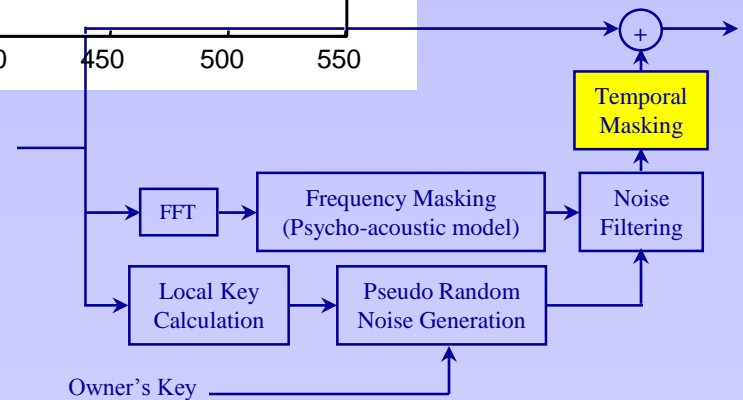 +
0
450
500
550
Temporal
Masking
FFT
Frequency Masking
(Psycho-acoustic model)
Noise
Filtering
Local Key
Calculation
Pseudo Random
Noise Generation
Owner's Key